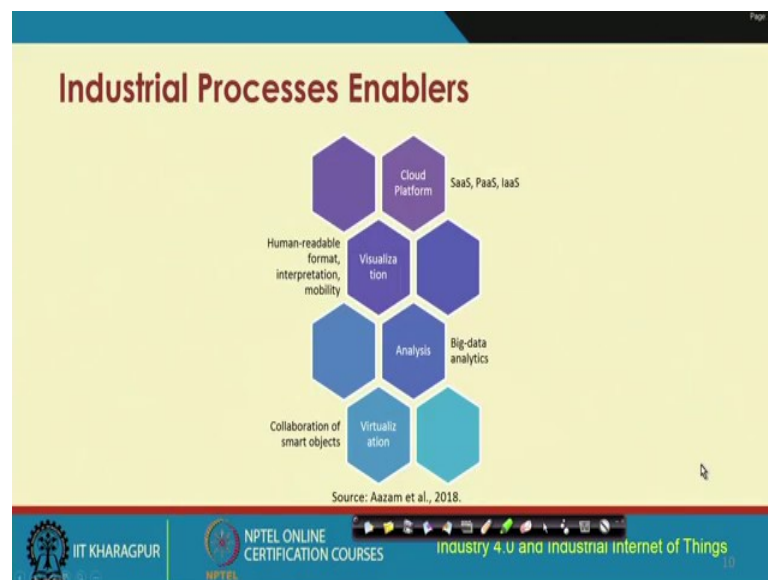 Page
Industrial Processes Enablers
Cloud
Platform
SaaS, PaaS, IaaS
Human-readable
format,
interpretation,
mobility
Visualiza
tion
Analysis
Big-data
analytics
Collaboration of
smart objects
Virtualiz
ation
Source: Aazam et al., 2018.
IIT KHARAGPUR
NPTEL ONLINE
CERTIFICATION COURSES
NPTEL
Industry 4.0 and Industrial Internet of Things
10